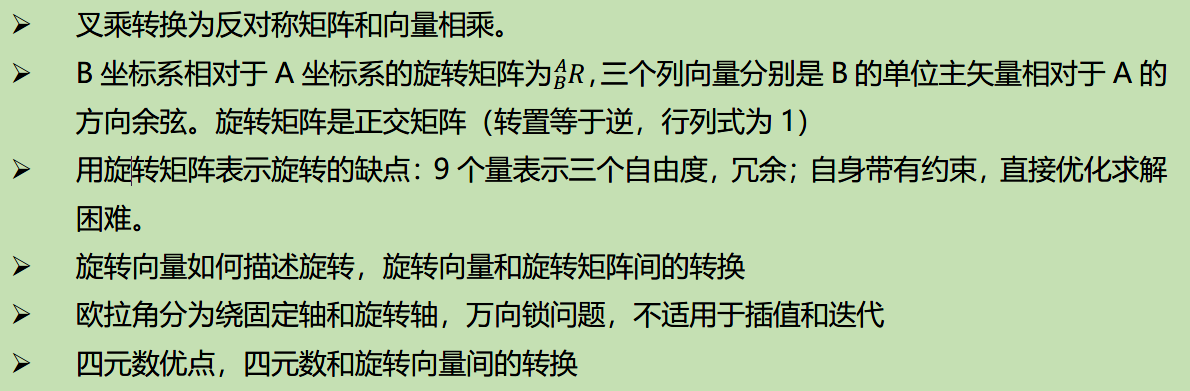 ➢ 叉乘转换为反对称矩阵和向量相乘。
➢ B 坐标系相对于 A 坐标系的旋转矩阵为${}^{A}_{B}R$,三个列向量分别是 B 的单位主矢量相对于 A 的
方向余弦。旋转矩阵是正交矩阵（转置等于逆，行列式为 1）
➢ 用旋转矩阵表示旋转的缺点：9 个量表示三个自由度，冗余；自身带有约束，直接优化求解
困难。
➢ 旋转向量如何描述旋转，旋转向量和旋转矩阵间的转换
➢ 欧拉角分为绕固定轴和旋转轴，万向锁问题，不适用于插值和迭代
➢ 四元数优点，四元数和旋转向量间的转换